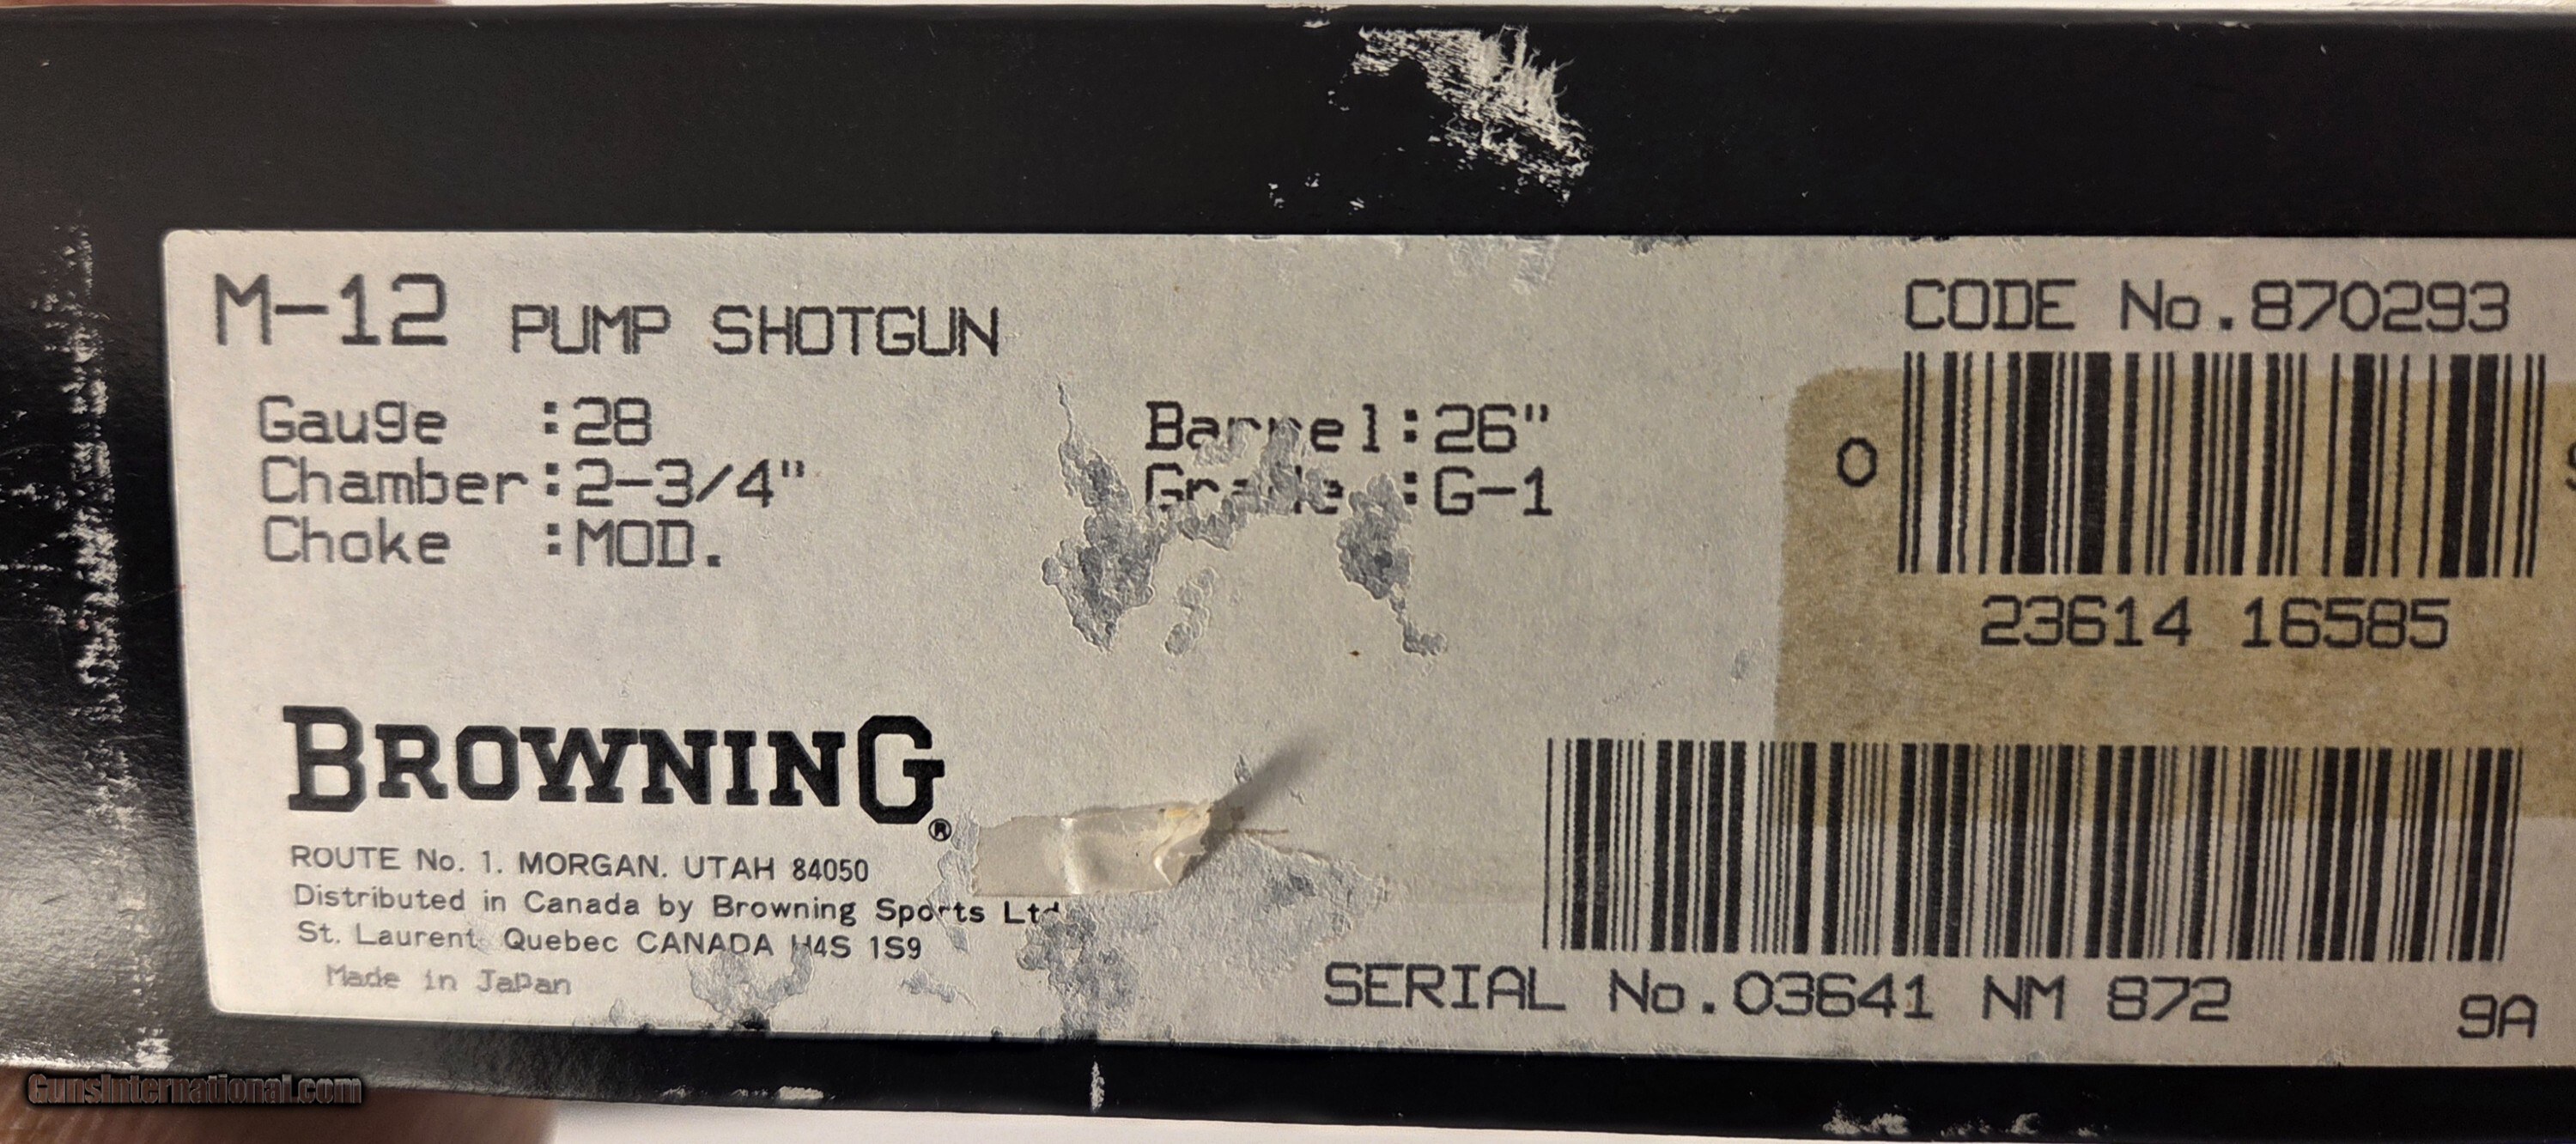 M-12 PUMP SHOTGUN
CODE No.870293
Gauge :28
Barrel:26"
Chamber:2-3/4"
Grade :G-1
Choke :MOD.
0
23614 16585
BROWNING®
ROUTE No. 1. MORGAN. UTAH 84050
Distributed in Canada by Browning Sports Ltd
St. Laurent Quebec CANADA H4S 1S9
Made in Japan
SERIAL No.03641 NM 872
9A
GunsInternational.com